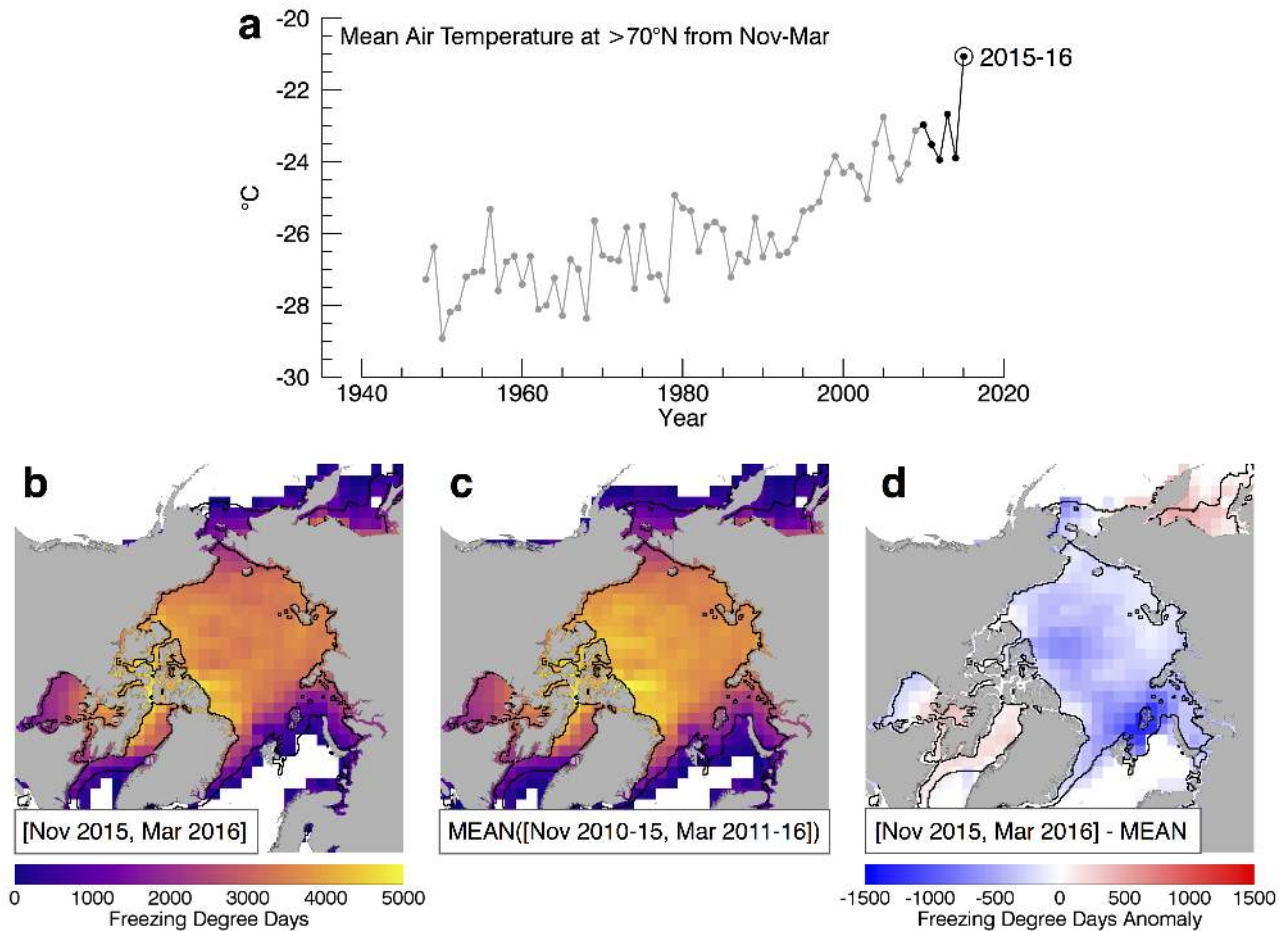 a
Mean Air Temperature at >70°N from Nov-Mar
2015-16
-20
-22
-24
-26
-28
-30
°C
1940 1960 1980 2000 2020
Year
b
[Nov 2015, Mar 2016]
0 1000 2000 3000 4000 5000
Freezing Degree Days
c
MEAN([Nov 2010-15, Mar 2011-16])
d
[Nov 2015, Mar 2016] - MEAN
-1500 -1000 -500 0 500 1000 1500
Freezing Degree Days Anomaly